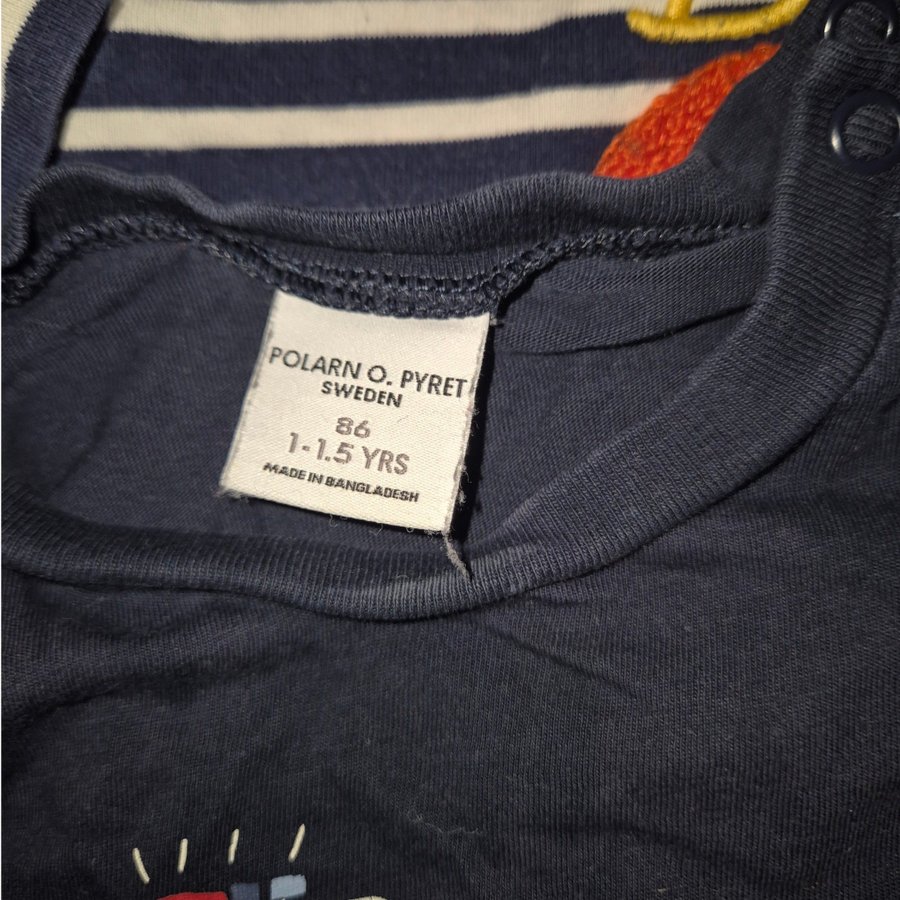 POLARN O. PYRET
SWEDEN
86
1-1.5 YRS
MADE IN BANGLADESH